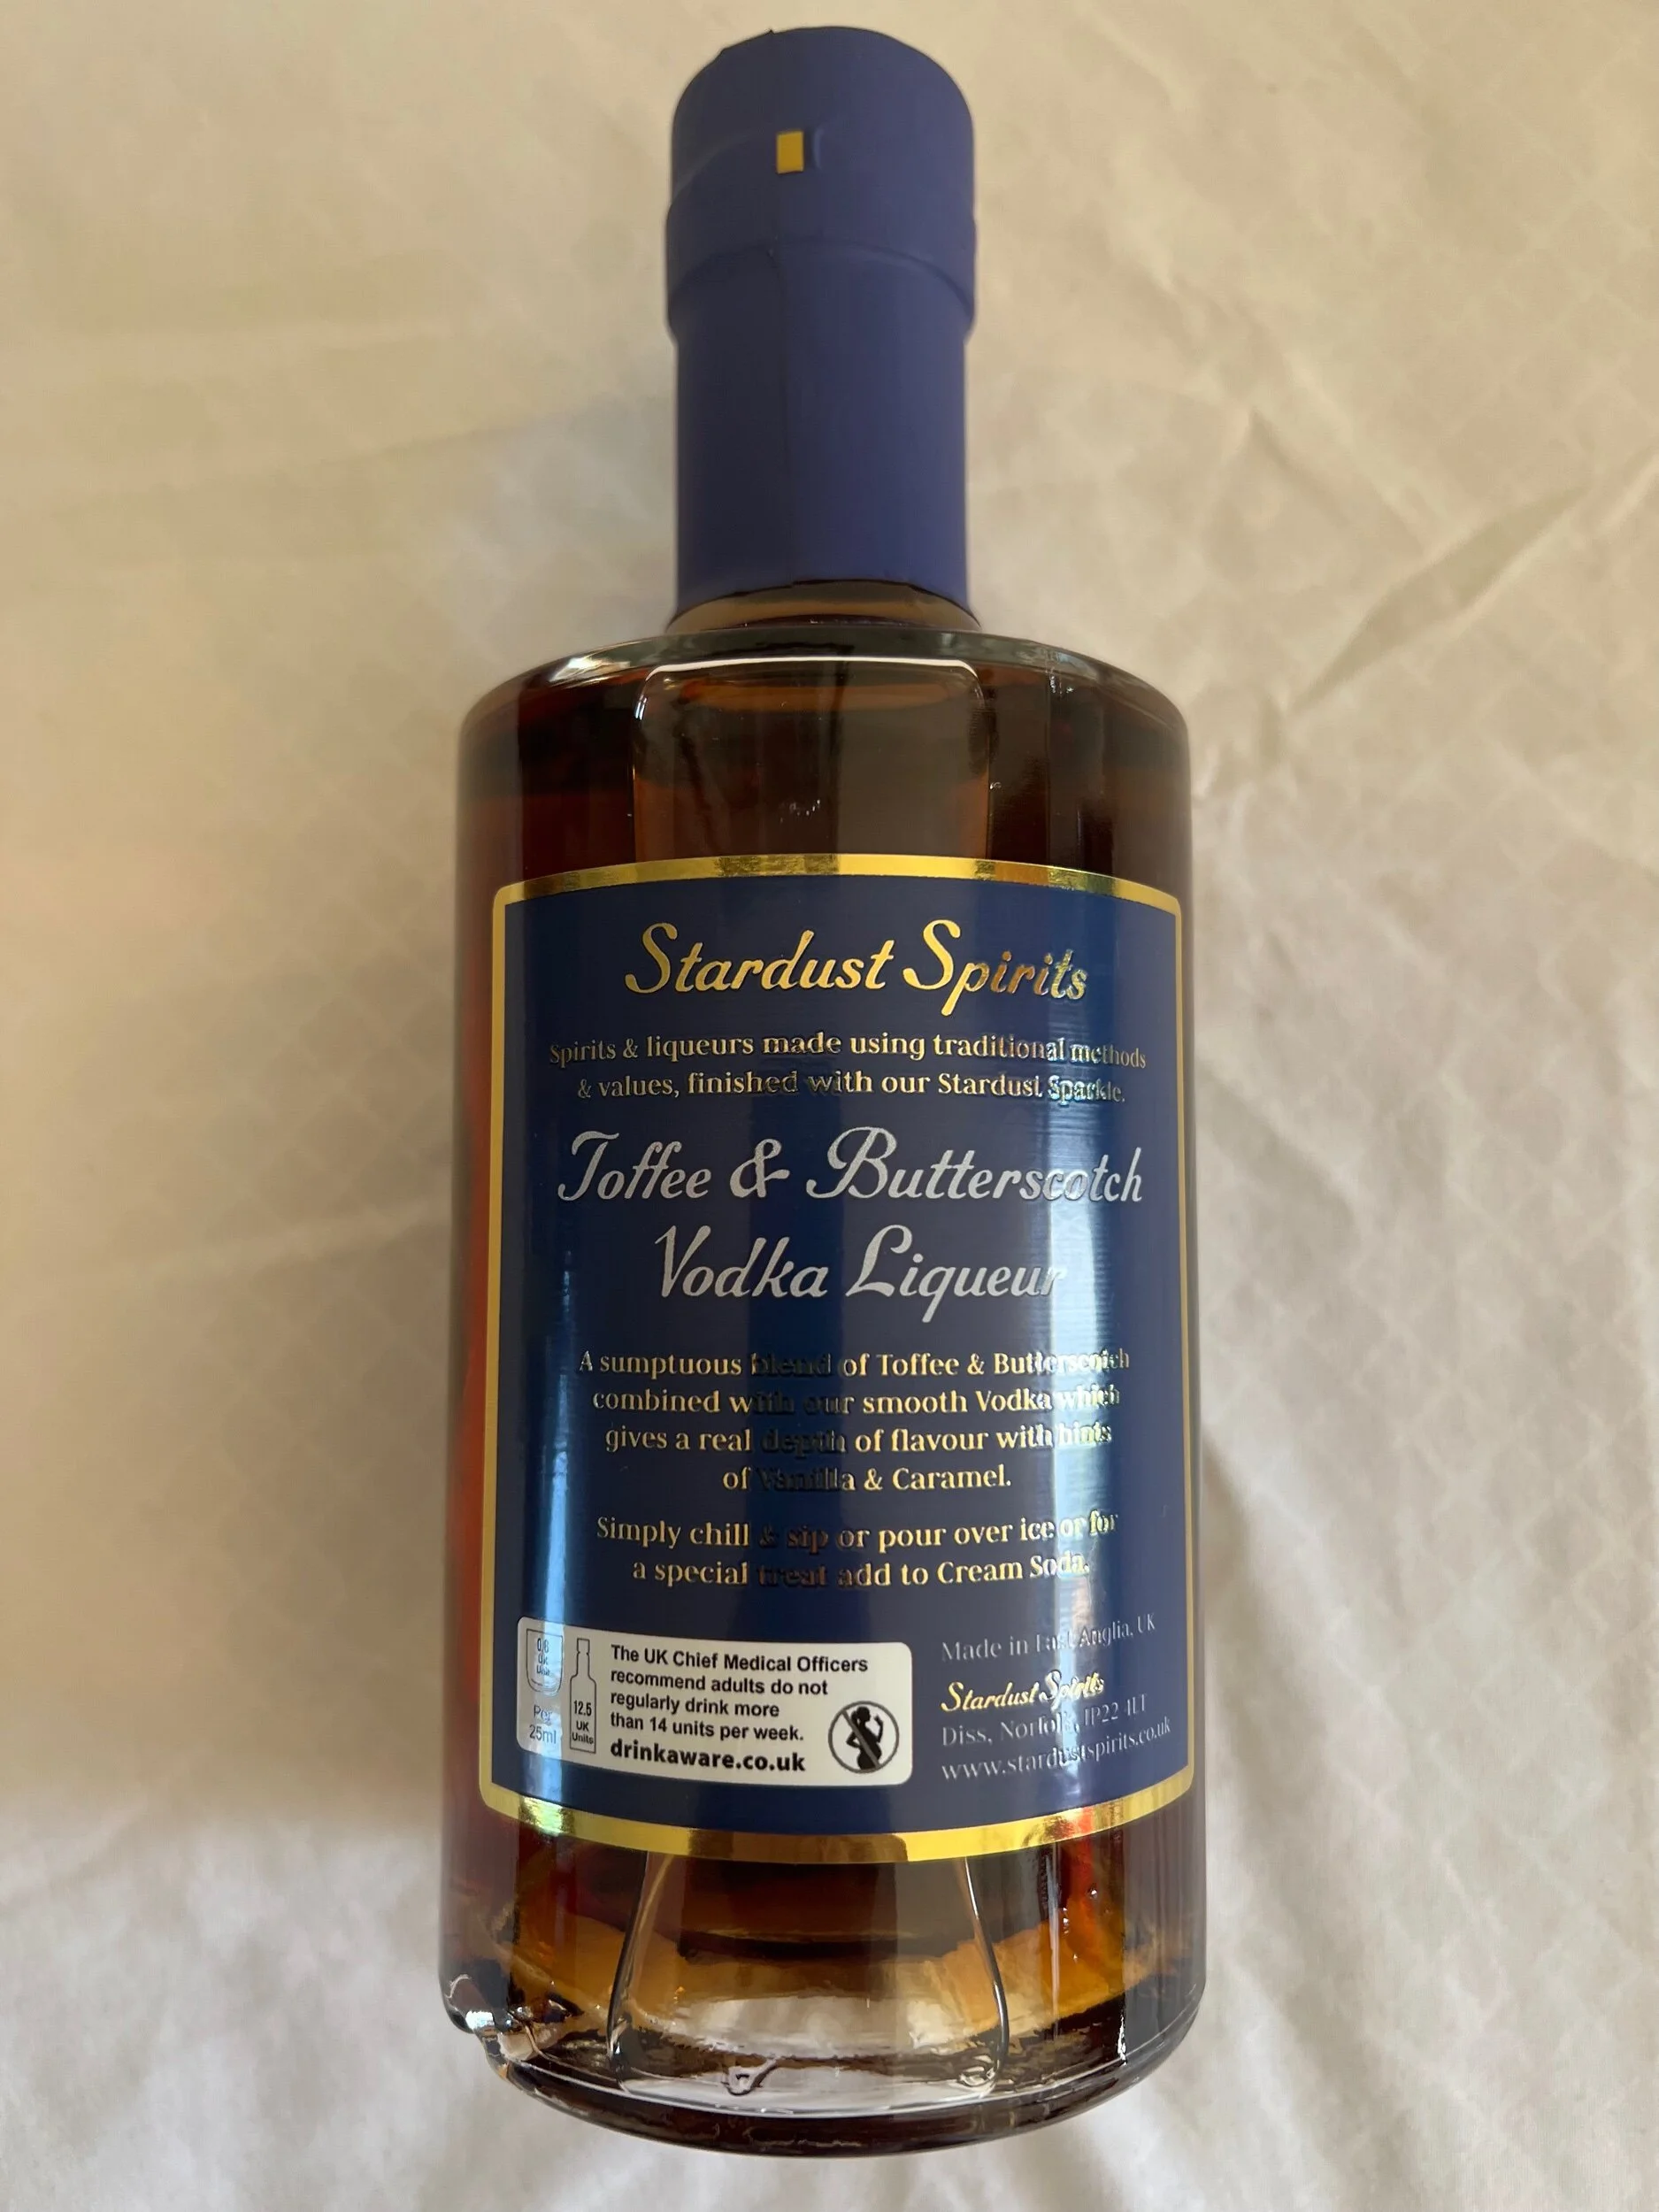 Stardust Spirits
Spirits & liqueurs made using traditional methods
& values, finished with our Stardust Sparkle.
Toffee & Butterscotch
Vodka Liqueur
A sumptuous blend of Toffee & Butterscotch
combined with our smooth Vodka which
gives a real depth of flavour with hints
of Vanilla & Caramel.
Simply chill & sip or pour over ice or for
a special treat add to Cream Soda.
UK
Per
25ml
12.5
UK
Units
The UK Chief Medical Officers
recommend adults do not
regularly drink more
than 14 units per week.
drinkaware.co.uk
Made in East Anglia, UK
Stardust Spirits
Diss, Norfolk, IP22 4LT
www.stardustspirits.co.uk